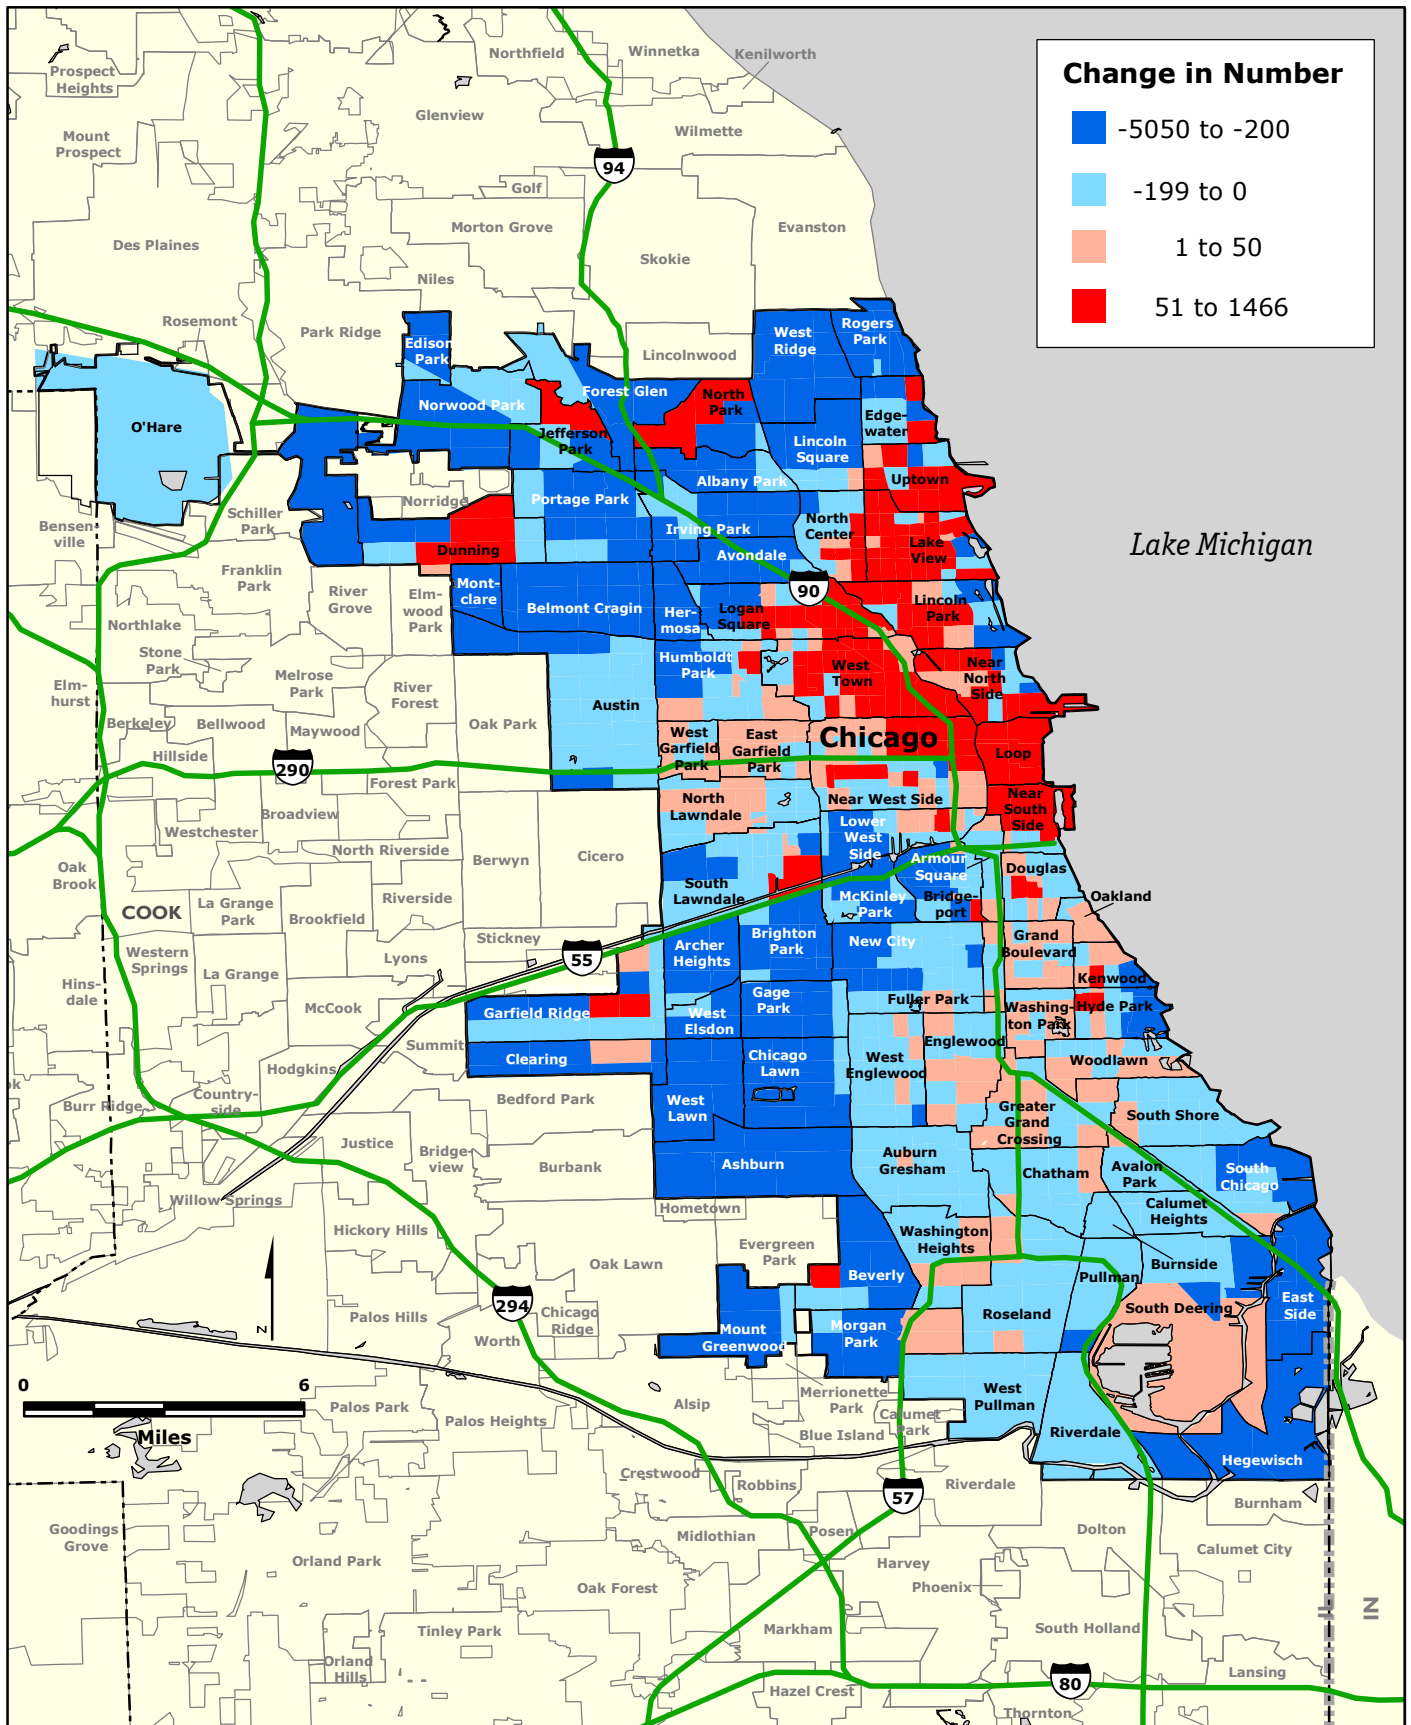 Change in Number
-5050 to -200
-199 to 0
1 to 50
51 to 1466
Northfield
Winnetka
Kenilworth
Prospect
Heights
Glenview
Wilmette
Mount
Prospect
94
Golf
Morton Grove
Evanston
Des Plaines
Skokie
Niles
Rosemont
Park Ridge
Lincolnwood
Edison
Park
West
Ridge
Rogers
Park
Forest Glen
Norwood Park
North
Park
Edge-
water
O'Hare
Jefferson
Park
Lincoln
Square
Albany Park
Uptown
Norridge
Portage Park
Schiller
Park
Bensen
ville
Irving Park
North
Center
Lake
View
Lake Michigan
Dunning
Avondale
Franklin
Park
River
Grove
Elm-
wood
Park
Mont-
clare
Belmont Cragin
Her-
mosa
Logan
Square
90
Lincoln
Park
Northlake
Stone
Park
Humboldt
Park
West
Town
Near
North
Side
Melrose
Park
River
Forest
Elm-
hurst
Austin
Berkeley
Bellwood
Maywood
Oak Park
West
Garfield
Park
East
Garfield
Park
Chicago
Loop
Hillside
290
Forest Park
Near
South
Side
North
Lawndale
Near West Side
Broadview
Westchester
Lower
West
Side
North Riverside
Berwyn
Cicero
Oak
Brook
Armour
Square
Douglas
South
Lawndale
McKinley
Park
Bridge-
port
Oakland
COOK
La Grange
Park
Brookfield
Riverside
Stickney
Brighton
Park
New City
Grand
Boulevard
Archer
Heights
Western
Springs
La Grange
Lyons
55
Hins-
dale
Kenwood
McCook
Garfield Ridge
Gage
Park
Fuller Park
Washing-
ton Park
Hyde Park
West
Elsdon
Summit
Clearing
Chicago
Lawn
West
Englewood
Englewood
Woodlawn
Hodgkins
Burr Ridge
Country-
side
Bedford Park
West
Lawn
Greater
Grand
Crossing
South Shore
Justice
Bridge-
view
Burbank
Ashburn
Auburn
Gresham
Chatham
Avalon
Park
South
Chicago
Willow Springs
Hometown
Calumet
Heights
Hickory Hills
Evergreen
Park
Washington
Heights
Oak Lawn
Beverly
Pullman
Burnside
294
Palos Hills
Chicago
Ridge
Roseland
South Deering
East
Side
N
Worth
Mount
Greenwood
Morgan
Park
0
6
Miles
Palos Park
Palos Heights
Alsip
Merrionette
Park
West
Pullman
Calumet
Park
Blue Island
Riverdale
Hegewisch
Crestwood
Robbins
57
Riverdale
Burnham
Goodings
Grove
Midlothian
Posen
Dolton
Calumet City
Orland Park
Harvey
Oak Forest
Phoenix
IL
IN
Tinley Park
Markham
South Holland
Orland
Hills
Hazel Crest
80
Lansing
Thornton